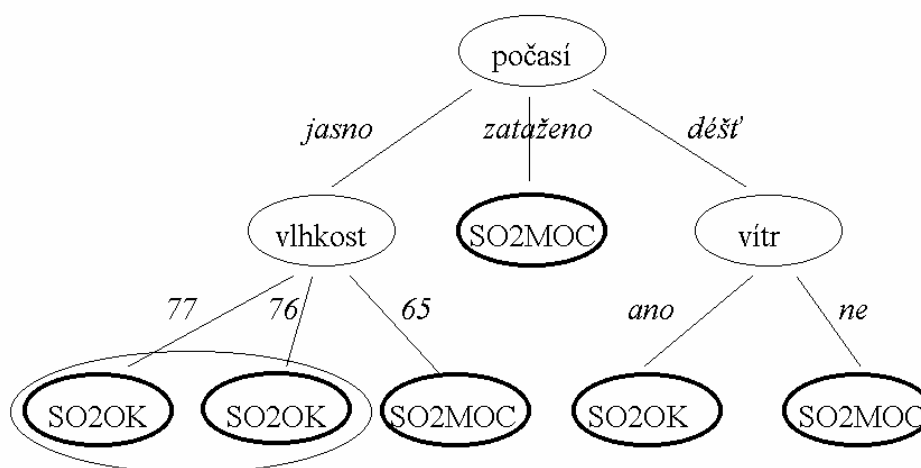 počasí
jasno
zataženo
déšť
vlhkost
SO2MOC
vítr
77
76
65
ano
ne
SO2OK
SO2OK
SO2MOC
SO2OK
SO2MOC